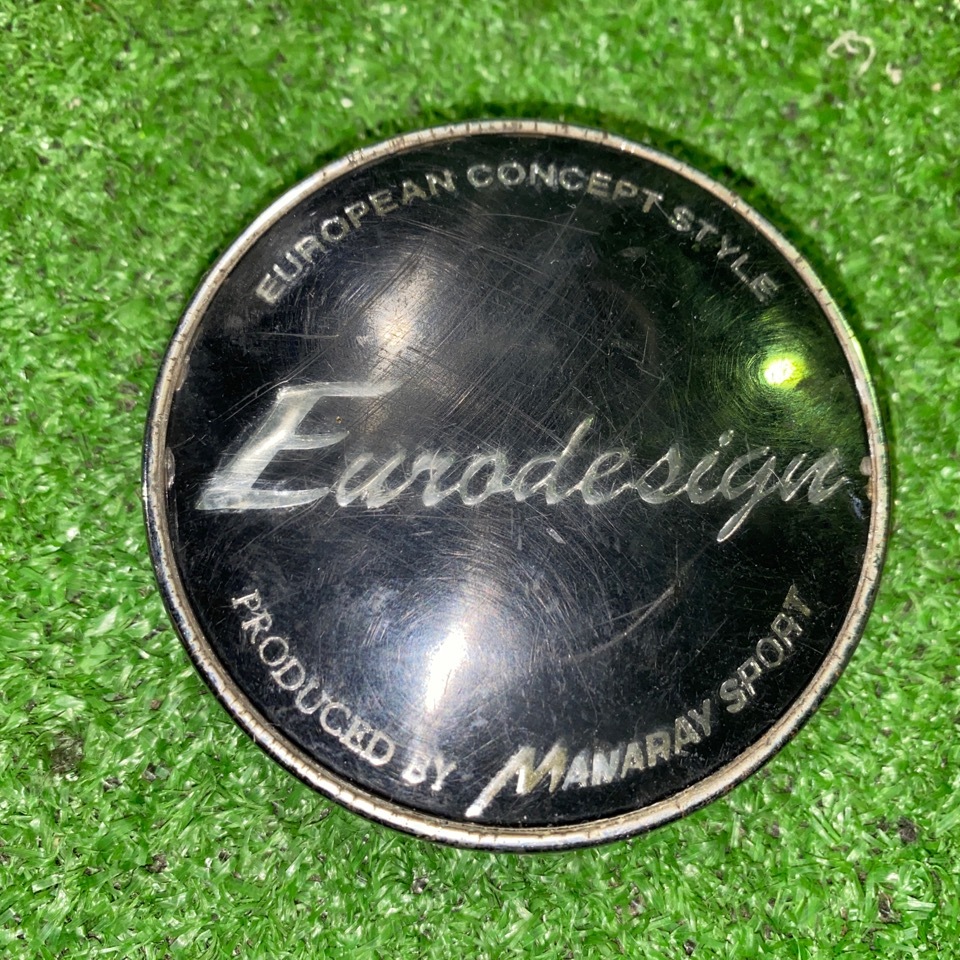 EUROPEAN CONCEPT STYLE
Eurodesign
PRODUCED BY MANARAY SPORT